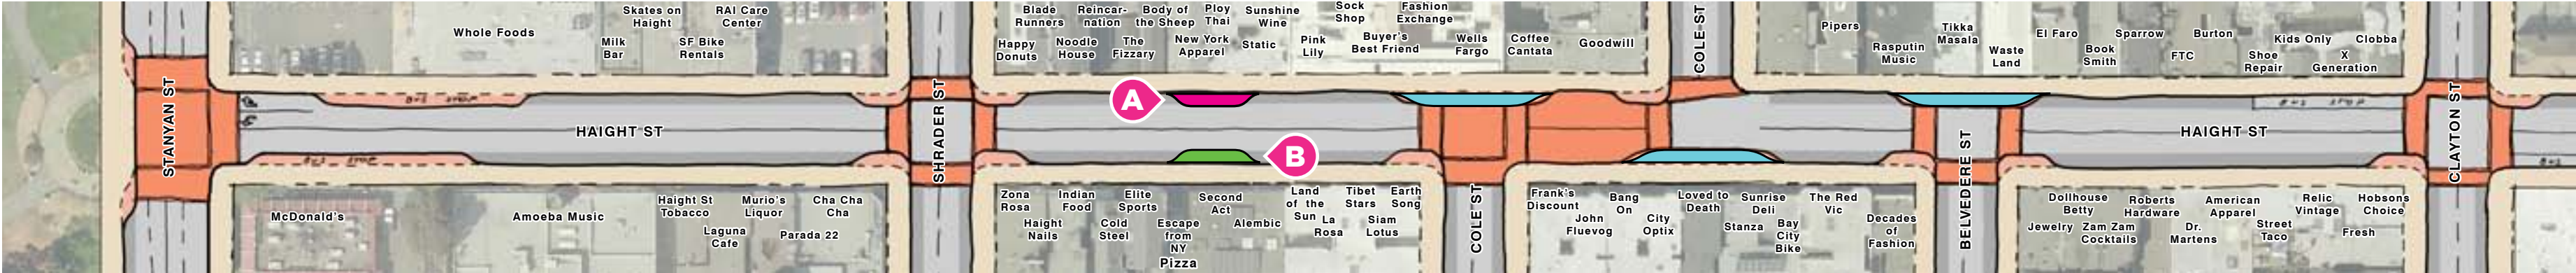 Whole Foods
Skates on
Haight
Milk
Bar
RAI Care
Center
SF Bike
Rentals
Blade
Runners
Happy
Donuts
Reincar-
nation
Noodle
House
Body of
the Sheep
The
Fizzary
Ploy
Thai
New York
Apparel
Sunshine
Wine
Static
Sock
Shop
Pink
Lily
Buyer's
Best Friend
Fashion
Exchange
Wells
Fargo
Coffee
Cantata
Goodwill
COLE ST
Pipers
Rasputin
Music
Tikka
Masala
Waste
Land
El Faro
Book
Smith
Sparrow
FTC
Burton
Shoe
Repair
Kids Only
X
Generation
Clobba
STANYAN ST
BUS STOP
HAIGHT ST
BUS STOP
SHRADER ST
A
B
BELVEDERE ST
BUS STOP
HAIGHT ST
CLAYTON ST
BUS
McDonald's
Amoeba Music
Haight St
Tobacco
Laguna
Cafe
Murio's
Liquor
Parada 22
Cha Cha
Cha
Zona
Rosa
Haight
Nails
Indian
Food
Cold
Steel
Elite
Sports
Escape
from
NY
Pizza
Second
Act
Alembic
Land
of the
Sun
La
Rosa
Tibet
Stars
Siam
Lotus
Earth
Song
COLE ST
Frank's
Discount
John
Fluevog
Bang
On
City
Optix
Loved to
Death
Stanza
Sunrise
Deli
Bay
City
Bike
The Red
Vic
Decades
of
Fashion
Dollhouse
Betty
Jewelry
Zam Zam
Cocktails
Roberts
Hardware
Dr.
Martens
American
Apparel
Street
Taco
Relic
Vintage
Fresh
Hobsons
Choice